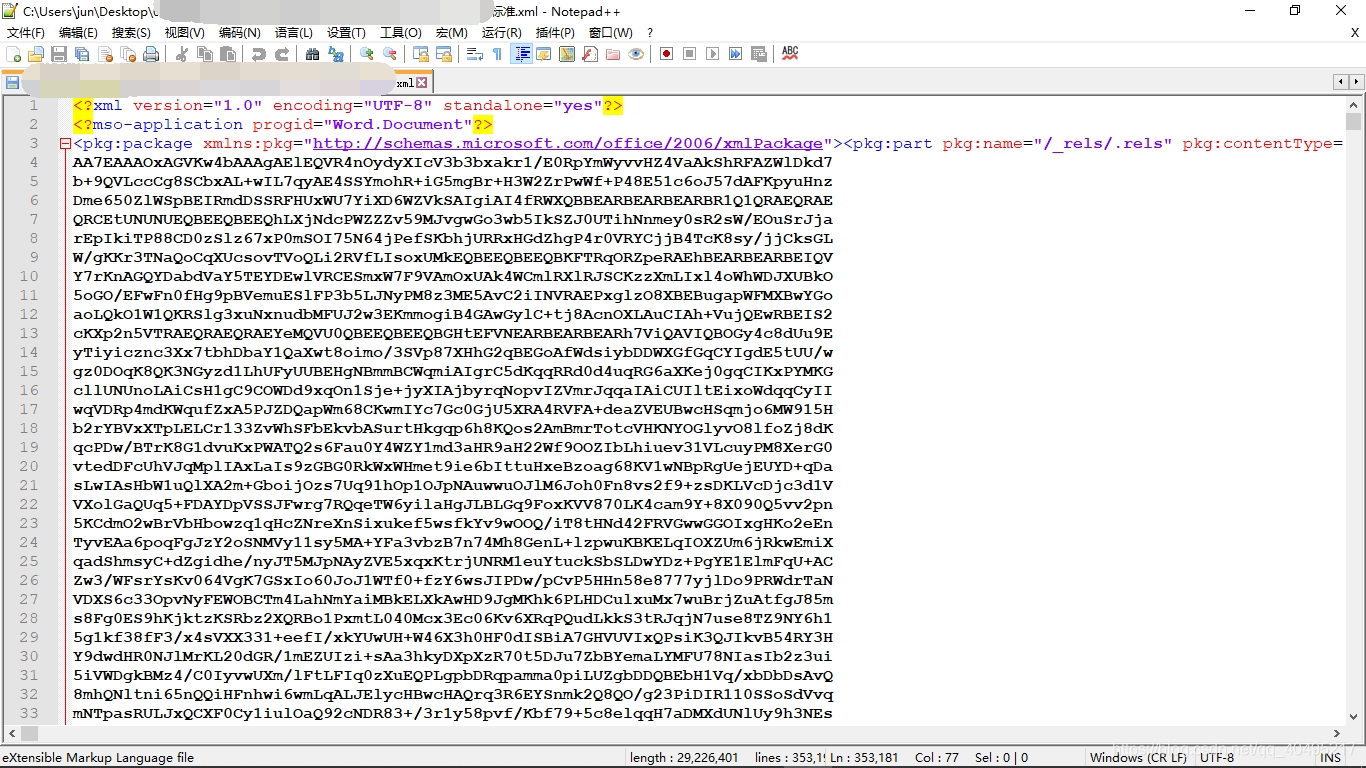 C:\Users\jun\Desktop\ 标准.xml - Notepad++
文件(F) 编辑(E) 搜索(S) 视图(V) 编码(N) 语言(L) 设置(T) 工具(O) 宏(M) 运行(R) 插件(P) 窗口(W) ? X
xml
1 <?xml version="1.0" encoding="UTF-8" standalone="yes"?>
2 <?mso-application progid="Word.Document"?>
3 <pkg:package xmlns:pkg="http://schemas.microsoft.com/office/2006/xmlPackage"><pkg:part pkg:name="/_rels/.rels" pkg:contentType=
4 AA7EAAAOxAGVKw4bAAAgAElEQVR4nOydyXIcV3b3bxakr1/E0RpYmWyvvHZ4VaAkShRFAZWlDkd7
5 b+9QVLccCg8SCbxAL+wIL7qyAE4SSYmohR+iG5mgBr+H3W2ZrPwWf+P48E51c6oJ57dAFKpyuHnz
6 Dme650ZlWSpBEIRmdDSSRFHUxWU7YiXD6WZVkSAIgiAI4fRWXQBBEARBEARBEARBR1Q1QRAEQRAE
7 QRCEtUNUNUEQBEEQBEEQhLXjNdcPWZZZv59MJvgwGo3wb5IkSZJ0UTihNnmey0sR2sW/EOuSrJja
8 rEpIkiTP88CD0zSlz67xP0mSOI75N64jPefSKbhjURRxHGdZhgP4r0VRYCjjB4TcK8sy/jjCksGL
9 W/gKKr3TNaQoCqXUcsovTVoQLi2RVfLIsoxUMkEQBEEQBEEQBKFTRqORZpeRAEhBEARBEARBEIQV
10 Y7rKnAGQYDabdVaY5TEYDEwlVRCESmxW7F9VAmOxUAk4WCmlRXlRJSCKzzXmLIxl4oWhWDJXUBkO
11 5oGO/EFwFn0fHg9pBVemuESlFP3b5LJNyPM8z3ME5AvC2iINVRAEPxglzO8XBEBugapWFMXBwYGo
12 aoLQkO1W1QKRSlg3xuNxnudbMFUJ2w3EKmmogiB4GAwGylC+tj8AcnOXLAuCIAh+VujQEwRBEIS2
13 cKXp2n5VTRAEQRAEQRAEYeMQVU0QBEEQBEEQBGHtEFVNEARBEARBEARh7ViQAVIQBOGy4c8dUu9E
14 yTiyicznc3Xx7tbhDbaY1QaXwt8oimo/3SVp87XHhG2qBEGoAfWdsiybDDWXGfGqCYIgdE5tUU/w
15 gz0DOqK8QK3NGyzd1LhUFyUUBEHgNBmmBCWqmiAIgrC5dKqqRRd0d4uqRG6aXKej0gqCIKxPYMKG
16 cllUNUnoLAiCsH1gC9COWDd9xqOn1Sje+jyXIAjbyrqNopvIZVmrJqqaIAiCUIltEixoWdqqCyII
17 wqVDRp4mdKWqufZxA5PJZDQapWm68CKwmIYc7Gc0GjU5XRA4RVFA+deaZVEUBwcHSqmjo6MW915H
18 b2rYBVxXTpLELCr133ZvWhSFbEkvbASurtHkgqp6h8KQos2AmBmrTotcVHKNYOGlyvO8lfoZj8dK
19 qcPDw/BTrK8G1dvuKxPWATQ2s6Fau0Y4WZY1md3aHR9aH22Wf9OOZIbLhiuev31VLcuyPM8XerG0
20 vtedDFcUhVJqMplIAxLaIs9zGBG0RkWxWHmet9ie6bIttuHxeBzoag68KV1wNBpRgUejEUYD+qDa
21 sLwIAsHbW1uQlXA2m+GboijOzs7Uq91hOp1OJpNAuwwuOJlM6Joh0Fn8vs2f9+zsDKLVcDjc3d1V
22 VXolGaQUq5+FDAYDpVSSJFwrg7RQqeTW6yilaHgJLBLGq9FoxKVV870LK4cam9Y+8X090Q5vv2pn
23 5KCdmO2wBrVbHbowzq1qHcZNreXnSixukef5wsfkYv9wOOQ/iT8tHNd42FRVGwwGGOIxgHKo2eEn
24 TyvEAa6poqFgJzY2oSNMVy11sy5MA+YFa3vbzB7n74Mh8GenL+lzpwuKBKELqIOXZUm6jRkwEmiX
25 qadShmsyC+dZgidhe/nyJT5MJpNAyZVE5xqxKtrjUNRM1euYtuckSbSLDwYDz+PgYE1ElmFqU+AC
26 Zw3/WFsrYsKv064VgK7GSxIo60JoJ1WTf0+fzY6wsJIPDw/pCvP5HHn58e8777yjlDo9PRWdrTaN
27 VDXS6c33OpvNyFEWOBCTm4LahNmYaiMBkELXkAwHD9JgMKhk6PLHDCulxuMx7wuBrjZuAtfgJ85m
28 s8Fg0ES9hKjktzKSRbz2XQRBo1PxmtL040Mcx3Ec06Kv6XRqPQudLkkS3tRJqjN7use8TZ9NY6h1
29 5g1kf38fF3/x4sVXX331+eefI/xkYUwUH+W46X3h0HF0dISBiA7GHVUVIxQPsiK3QJIkvB54RY3H
30 Y9dwdHR0NJlMrKL20dGR/1mEZUIzi+sAa3hkyDXpXzR70t5DJu7ZbBYemaLYMFU78NIasIb2z3ui
31 5iVWDgkBMz4/C0IyvwUXm/lFtLFIq0zXuEQPLgpbDRqpamma0piLUZgbDDQBEbH1Vq/xbDbDsAvQ
32 8mhQNltni65nQQiHFnhwi6wmLqALJElycHBwcHAQrq3R6EYSnmk2Q8QO/g23PiDIR110SSoSdVvq
33 mNTpasRULJxQCXF0Cy1iulOaQ92cNDR83+/3r1y58pvf/Kbf79+5c8elqqH7aDMXdUNlUy9h3NEs
eXtensible Markup Language file length : 29,226,401 lines : 353,1 Ln : 353,181 Col : 77 Sel : 0 | 0 Windows (CR LF) UTF-8 INS